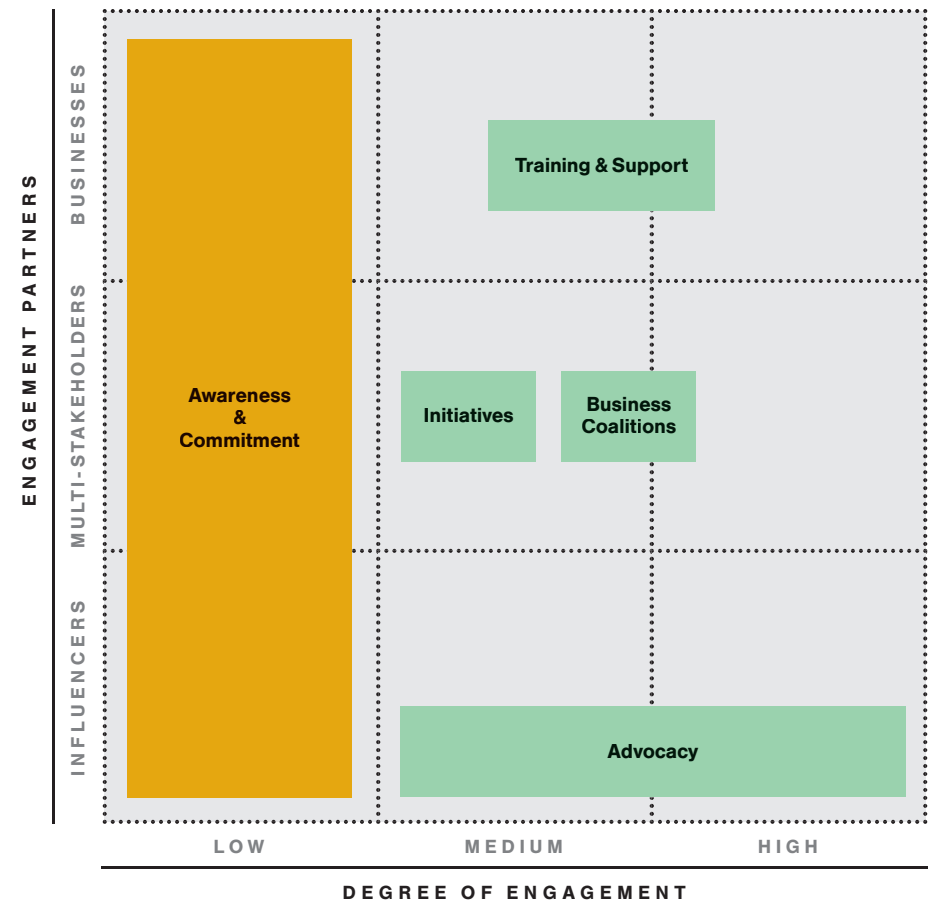 ENGAGEMENT PARTNERS
BUSINESSES
MULTI-STAKEHOLDERS
INFLUENCERS
Training & Support
Awareness
&
Commitment
Initiatives
Business
Coalitions
Advocacy
LOW
MEDIUM
HIGH
DEGREE OF ENGAGEMENT